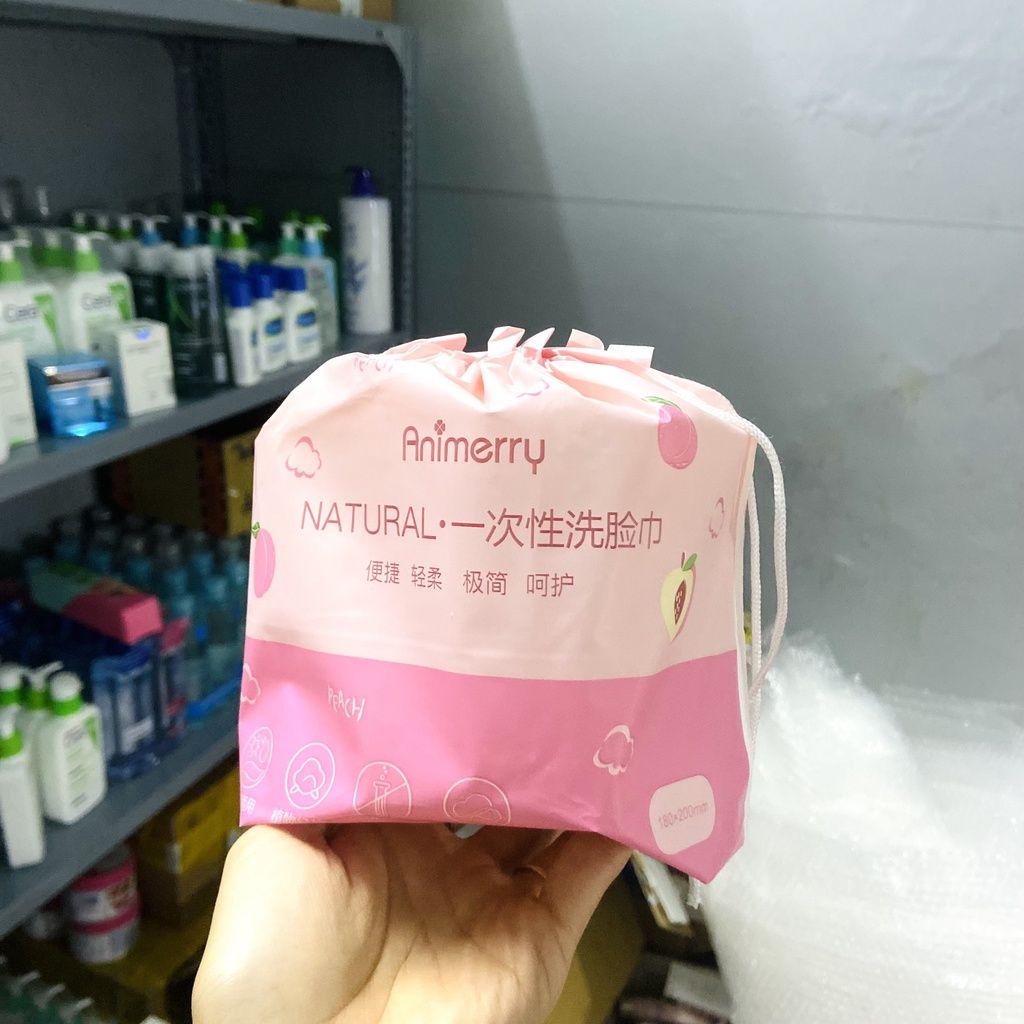 PEACH
Animerry
NATURAL·一次性洗脸巾
便捷 轻柔 极简 呵护
PEACH
180×200mm